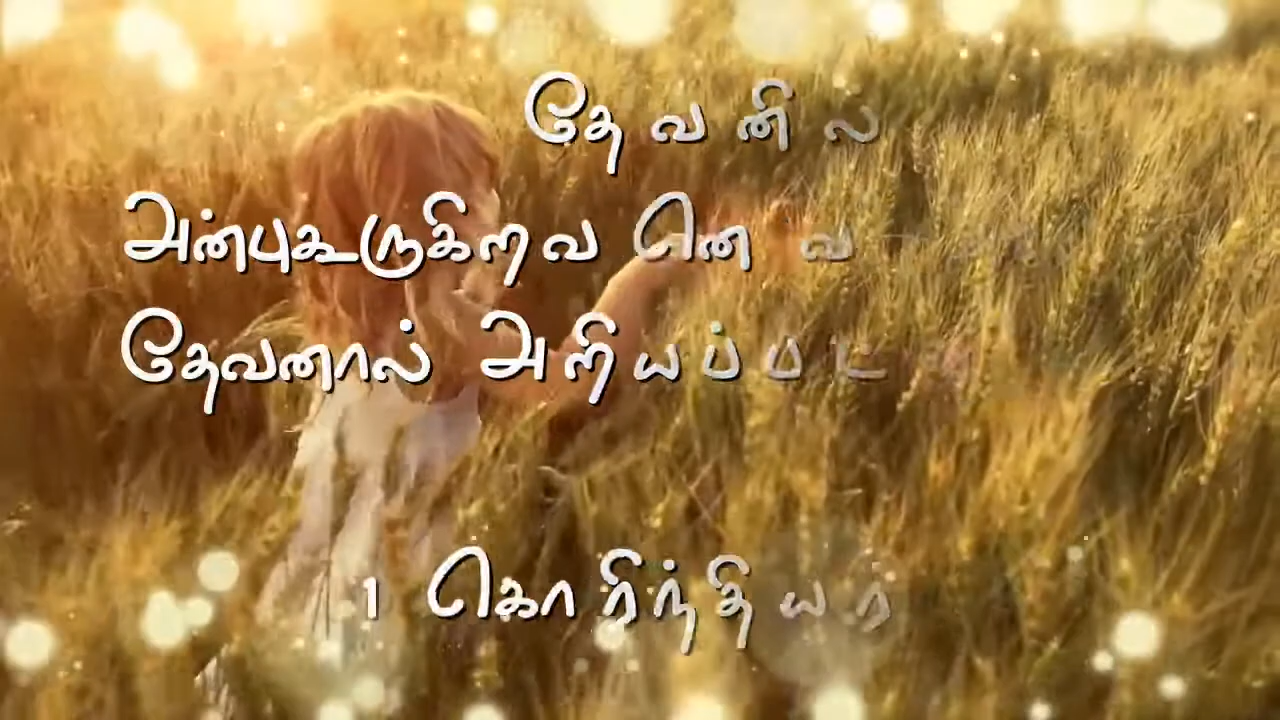 தேவனில
அன்புகூருகிறவனெவ
தேவனால் அறியப்பட
1 கொரிந்தியர